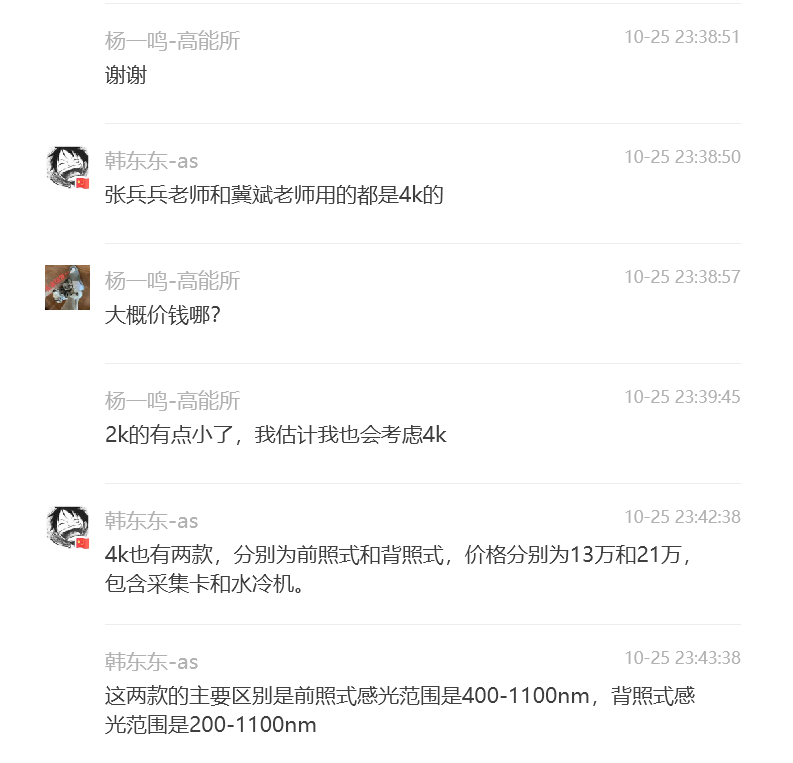 杨一鸣-高能所
10-25 23:38:51
谢谢
韩东东-as
10-25 23:38:50
张兵兵老师和冀斌老师用的都是4k的
杨一鸣-高能所
10-25 23:38:57
大概价钱哪？
杨一鸣-高能所
10-25 23:39:45
2k的有点小了，我估计我也会考虑4k
韩东东-as
10-25 23:42:38
4k也有两款，分别为前照式和背照式，价格分别为13万和21万，
包含采集卡和水冷机。
韩东东-as
10-25 23:43:38
这两款的主要区别是前照式感光范围是400-1100nm，背照式感
光范围是200-1100nm